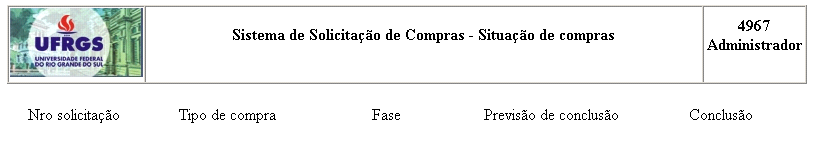 UFRGS
UNIVERSIDADE FEDERAL
DO RIO GRANDE DO SUL
Sistema de Solicitação de Compras - Situação de compras
4967
Administrador
Nro solicitação Tipo de compra Fase Previsão de conclusão Conclusão